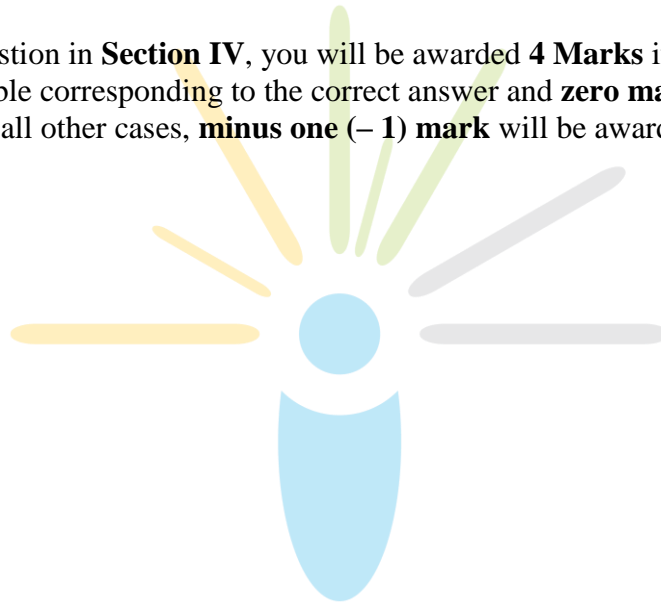 stion in Section IV, you will be awarded 4 Marks i
ble corresponding to the correct answer and zero ma
all other cases, minus one (– 1) mark will be awar